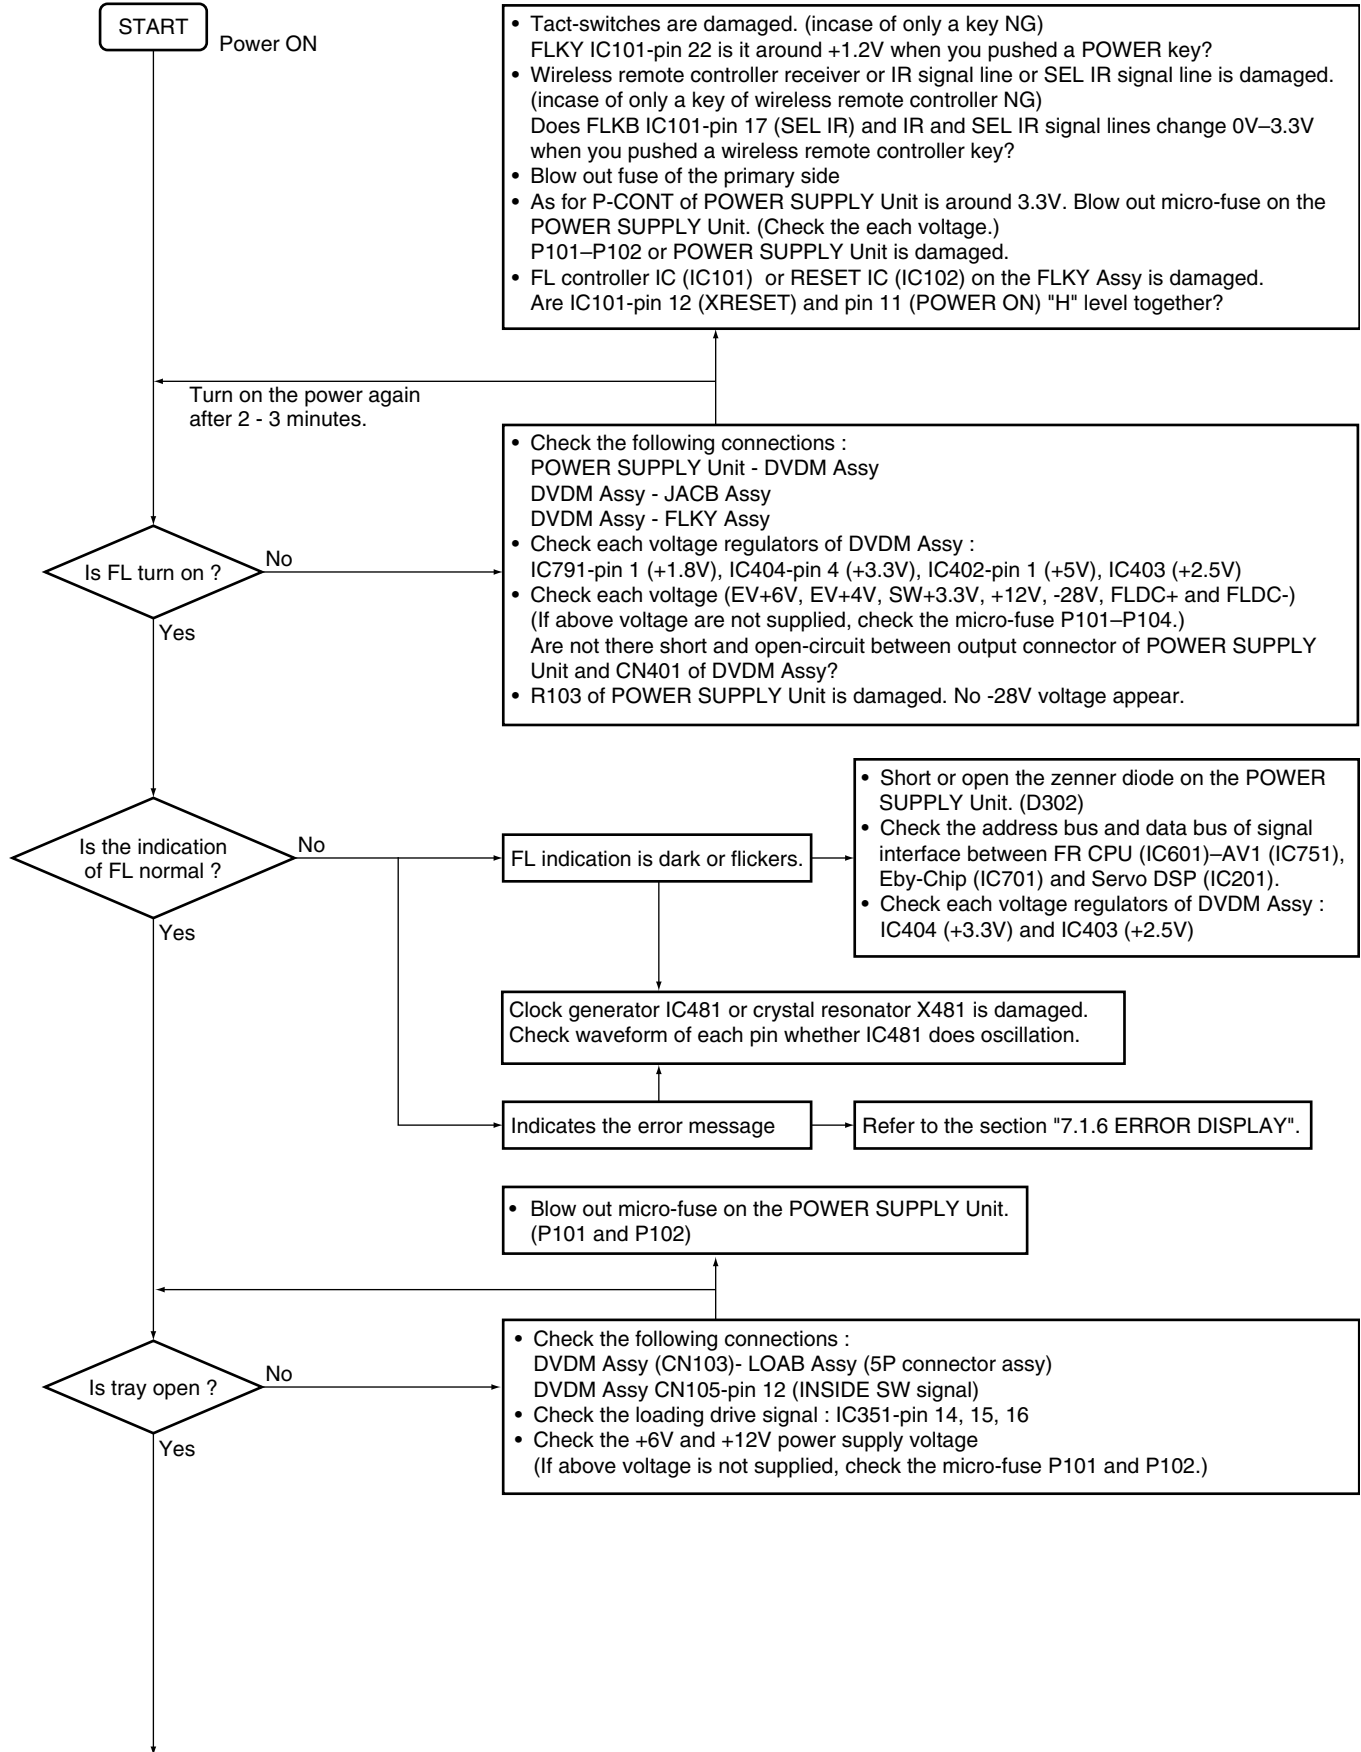 START
Power ON
• Tact-switches are damaged. (incase of only a key NG)
FLKY IC101-pin 22 is it around +1.2V when you pushed a POWER key?
• Wireless remote controller receiver or IR signal line or SEL IR signal line is damaged.
(incase of only a key of wireless remote controller NG)
Does FLKB IC101-pin 17 (SEL IR) and IR and SEL IR signal lines change 0V–3.3V
when you pushed a wireless remote controller key?
• Blow out fuse of the primary side
• As for P-CONT of POWER SUPPLY Unit is around 3.3V. Blow out micro-fuse on the
POWER SUPPLY Unit. (Check the each voltage.)
P101–P102 or POWER SUPPLY Unit is damaged.
• FL controller IC (IC101) or RESET IC (IC102) on the FLKY Assy is damaged.
Are IC101-pin 12 (XRESET) and pin 11 (POWER ON) "H" level together?
Turn on the power again
after 2 - 3 minutes.
• Check the following connections :
POWER SUPPLY Unit - DVDM Assy
DVDM Assy - JACB Assy
DVDM Assy - FLKY Assy
• Check each voltage regulators of DVDM Assy :
IC791-pin 1 (+1.8V), IC404-pin 4 (+3.3V), IC402-pin 1 (+5V), IC403 (+2.5V)
• Check each voltage (EV+6V, EV+4V, SW+3.3V, +12V, -28V, FLDC+ and FLDC-)
(If above voltage are not supplied, check the micro-fuse P101–P104.)
Are not there short and open-circuit between output connector of POWER SUPPLY
Unit and CN401 of DVDM Assy?
• R103 of POWER SUPPLY Unit is damaged. No -28V voltage appear.
Is FL turn on ?
No
Yes
• Short or open the zenner diode on the POWER
SUPPLY Unit. (D302)
• Check the address bus and data bus of signal
interface between FR CPU (IC601)–AV1 (IC751),
Eby-Chip (IC701) and Servo DSP (IC201).
• Check each voltage regulators of DVDM Assy :
IC404 (+3.3V) and IC403 (+2.5V)
Is the indication
of FL normal ?
No
Yes
FL indication is dark or flickers.
Clock generator IC481 or crystal resonator X481 is damaged.
Check waveform of each pin whether IC481 does oscillation.
Indicates the error message
Refer to the section "7.1.6 ERROR DISPLAY".
• Blow out micro-fuse on the POWER SUPPLY Unit.
(P101 and P102)
Is tray open ?
No
Yes
• Check the following connections :
DVDM Assy (CN103)- LOAB Assy (5P connector assy)
DVDM Assy CN105-pin 12 (INSIDE SW signal)
• Check the loading drive signal : IC351-pin 14, 15, 16
• Check the +6V and +12V power supply voltage
(If above voltage is not supplied, check the micro-fuse P101 and P102.)